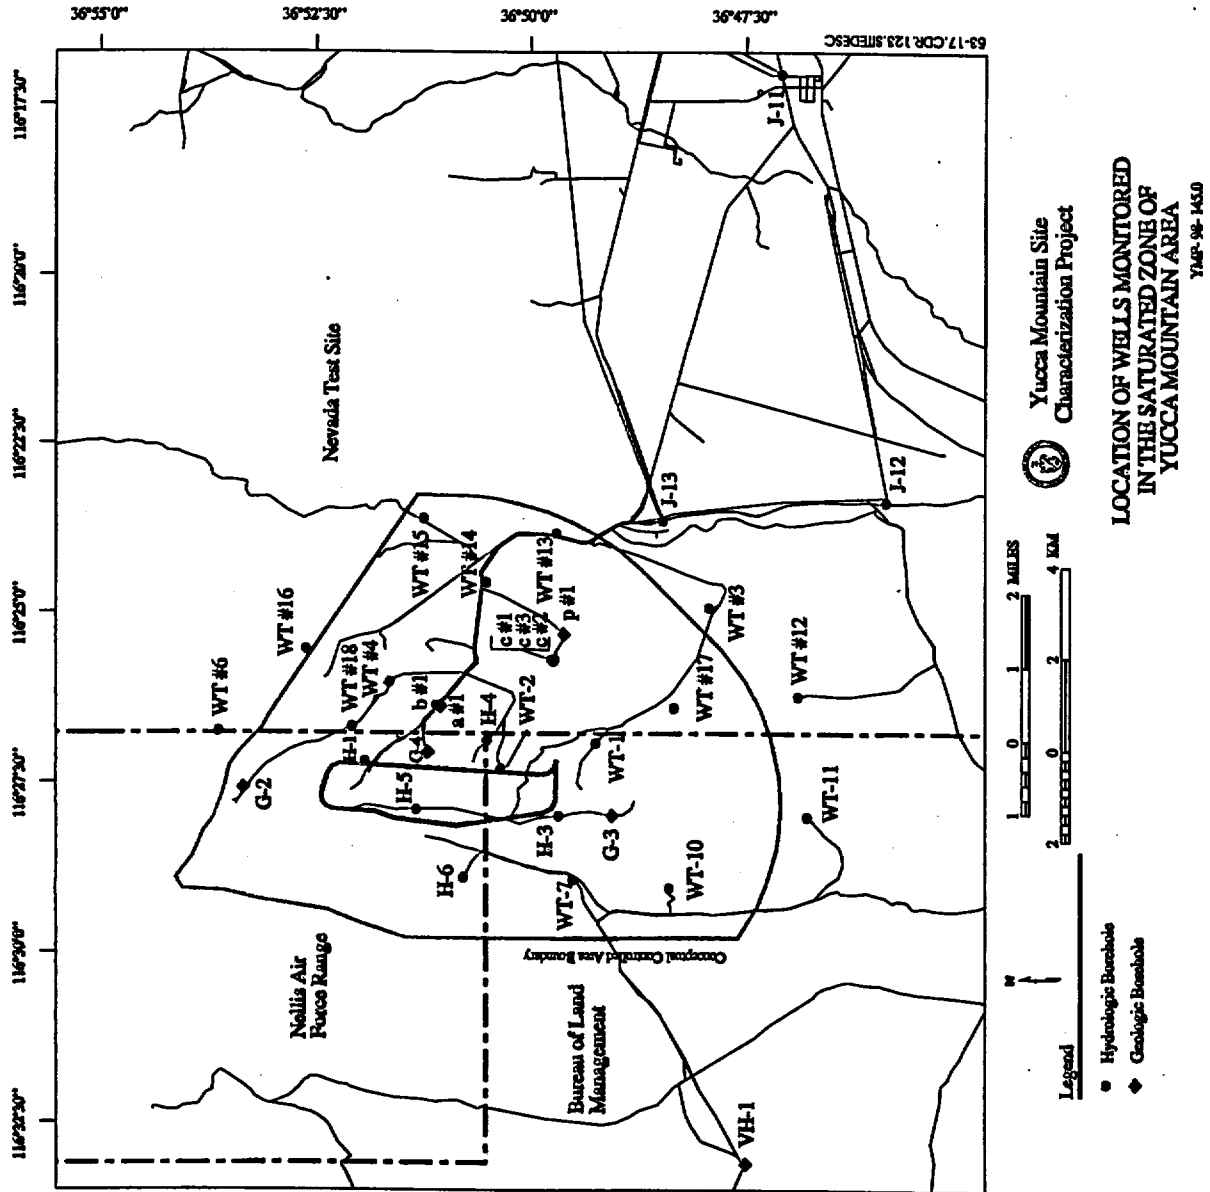 36°55'0"
36°52'30"
36°50'0"
36°47'30"
63-17.CDR.123.SITEDESC
116°17'30"
116°20'0"
116°22'30"
116°25'0"
116°27'30"
116°30'0"
116°32'30"
Nevada Test Site
Nellis Air
Force Range
Bureau of Land
Management
Conceptual Controlled Area Boundary
J-11
J-13
J-12
WT #15
WT #14
WT #13
WT #16
WT #6
WT #18
WT #4
b #1
a #1
c #1
c #3
c #2
p #1
WT #3
WT #17
WT #12
H-1
G-4
H-4
WT-2
G-2
H-5
WT-1
H-3
G-3
WT-11
H-6
WT-7
WT-10
VH-1
Legend
Hydrologic Borehole
Geologic Borehole
N
1 0 1 2 MILES
2 0 2 4 KM
Yucca Mountain Site
Characterization Project
LOCATION OF WELLS MONITORED
IN THE SATURATED ZONE OF
YUCCA MOUNTAIN AREA